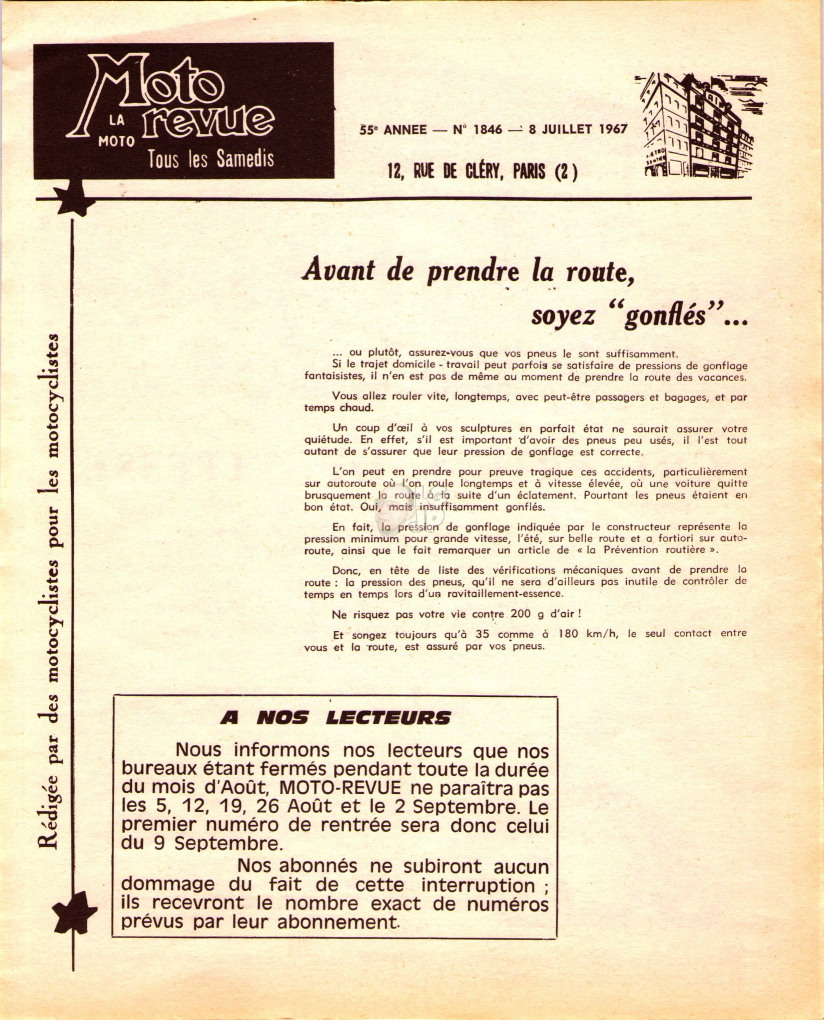 Moto
revue
LA
MOTO
Tous les Samedis
55e ANNEE — N° 1846 — 8 JUILLET 1967
12, RUE DE CLÉRY, PARIS (2)
Rédigée par des motocyclistes pour les motocyclistes
Avant de prendre la route,
soyez “gonflés”...
... ou plutôt, assurez-vous que vos pneus le sont suffisamment.
Si le trajet domicile - travail peut parfois se satisfaire de pressions de gonflage
fantaisistes, il n'en est pas de même au moment de prendre la route des vacances.
Vous allez rouler vite, longtemps, avec peut-être passagers et bagages, et par
temps chaud.
Un coup d'œil à vos sculptures en parfait état ne saurait assurer votre
quiétude. En effet, s'il est important d'avoir des pneus peu usés, il l'est tout
autant de s'assurer que leur pression de gonflage est correcte.
L'on peut en prendre pour preuve tragique ces accidents, particulièrement
sur autoroute où l'on roule longtemps et à vitesse élevée, où une voiture quitte
brusquement la route à la suite d'un éclatement. Pourtant les pneus étaient en
bon état. Oui, mais insuffisamment gonflés.
En fait, la pression de gonflage indiquée par le constructeur représente la
pression minimum pour grande vitesse, l'été, sur belle route et a fortiori sur auto-
route, ainsi que le fait remarquer un article de « la Prévention routière ».
Donc, en tête de liste des vérifications mécaniques avant de prendre la
route : la pression des pneus, qu'il ne sera d'ailleurs pas inutile de contrôler de
temps en temps lors d'un ravitaillement-essence.
Ne risquez pas votre vie contre 200 g d'air !
Et songez toujours qu'à 35 comme à 180 km/h, le seul contact entre
vous et la route, est assuré par vos pneus.
A NOS LECTEURS
Nous informons nos lecteurs que nos
bureaux étant fermés pendant toute la durée
du mois d'Août, MOTO-REVUE ne paraîtra pas
les 5, 12, 19, 26 Août et le 2 Septembre. Le
premier numéro de rentrée sera donc celui
du 9 Septembre.
Nos abonnés ne subiront aucun
dommage du fait de cette interruption ;
ils recevront le nombre exact de numéros
prévus par leur abonnement.